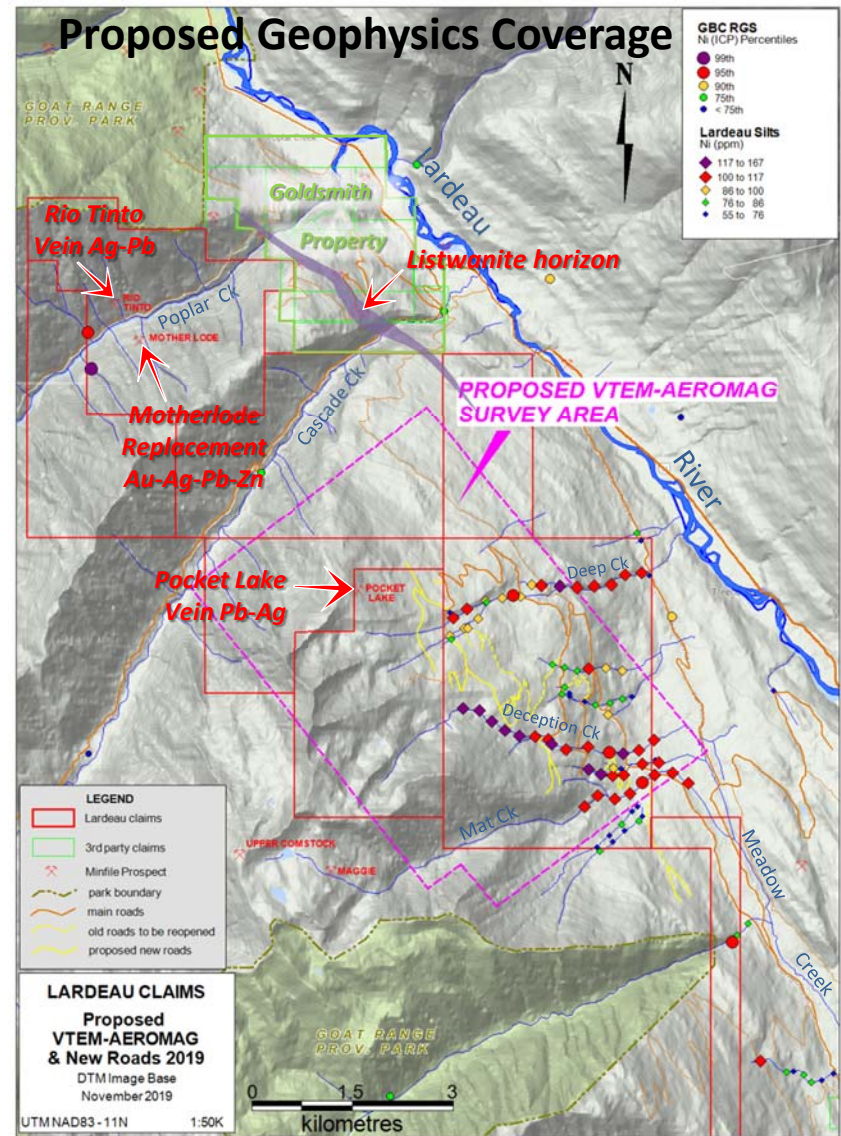 Proposed Geophysics Coverage
GBC RGS
Ni (ICP) Percentiles
99th
95th
90th
75th
< 75th
Lardeau Silts
Ni (ppm)
117 to 167
100 to 117
86 to 100
76 to 86
55 to 76
N
GOAT RANGE
PROV. PARK
Lardeau
Goldsmith
Property
Rio Tinto
Vein Ag-Pb
Listwanite horizon
RIO
TINTO
Poplar Ck
MOTHER LODE
Motherlode
Replacement
Au-Ag-Pb-Zn
Cascade Ck
PROPOSED VTEM-AEROMAG
SURVEY AREA
River
Pocket Lake
Vein Pb-Ag
POCKET
LAKE
Deep Ck
Deception Ck
Mat Ck
UPPER COMSTOCK
MAGGIE
Meadow
Creek
LEGEND
Lardeau claims
3rd party claims
Minfile Prospect
park boundary
main roads
old roads to be reopened
proposed new roads
GOAT RANGE
PROV. PARK
LARDEAU CLAIMS
Proposed
VTEM-AEROMAG
& New Roads 2019
DTM Image Base
November 2019
UTM NAD83 - 11N 1:50K
0 1.5 3
kilometres